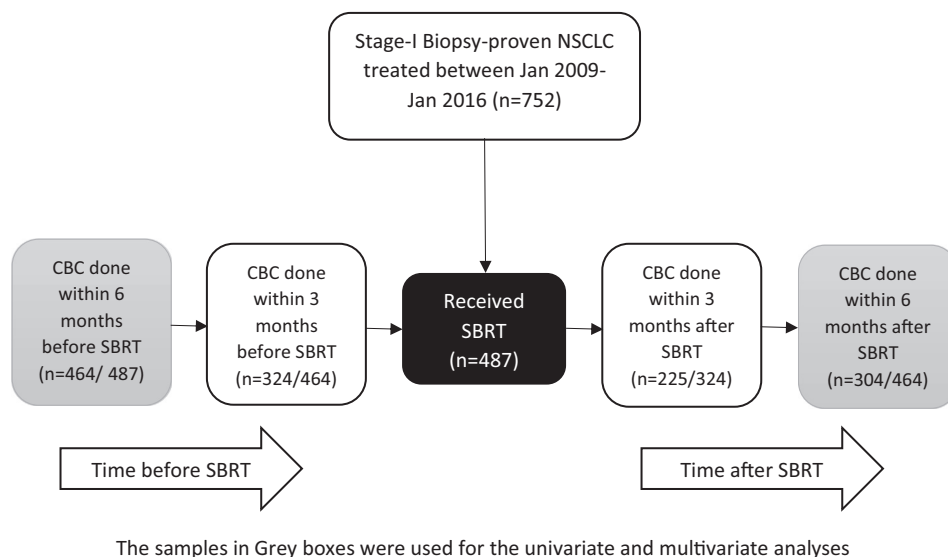 Stage-I Biopsy-proven NSCLC
treated between Jan 2009-
Jan 2016 (n=752)
CBC done
within 6
months
before SBRT
(n=464/ 487)
CBC done
within 3
months
before SBRT
(n=324/464)
Received
SBRT
(n=487)
CBC done
within 3
months after
SBRT
(n=225/324)
CBC done
within 6
months after
SBRT
(n=304/464)
Time before SBRT
Time after SBRT
The samples in Grey boxes were used for the univariate and multivariate analyses